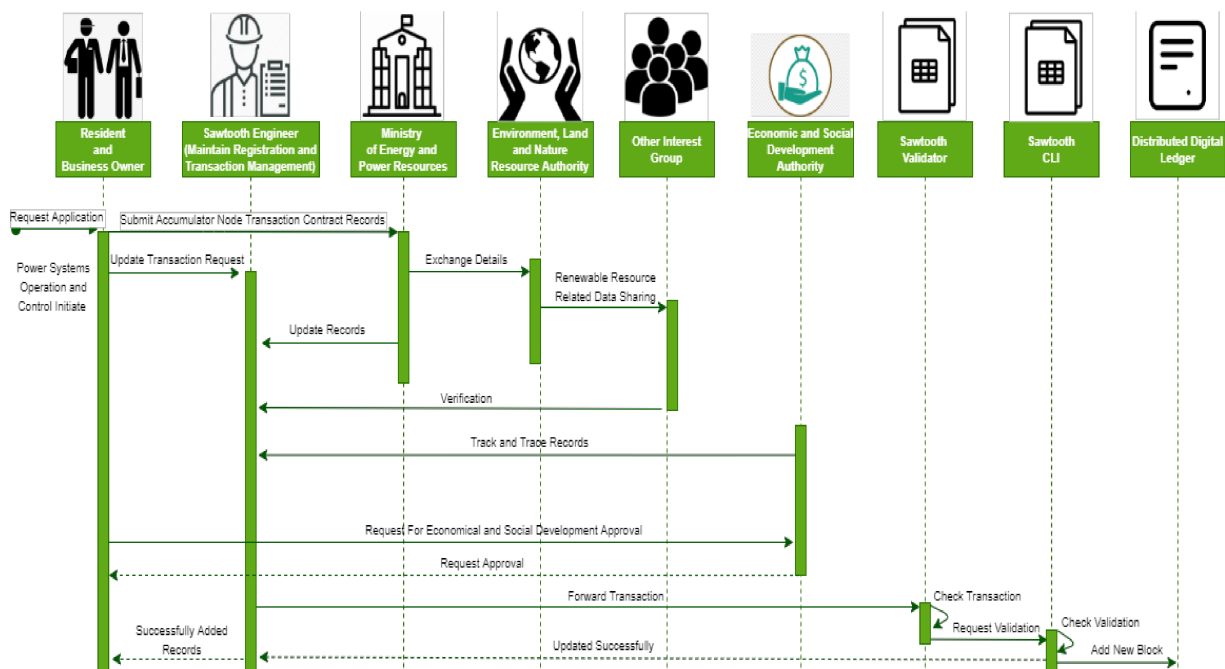 Resident
and
Business Owner
Sawtooth Engineer
(Maintain Registration and
Transaction Management)
Ministry
of Energy and
Power Resources
Environment, Land
and Nature
Resource Authority
Other Interest
Group
Economic and Social
Development
Authority
Sawtooth
Validator
Sawtooth
CLI
Distributed Digital
Ledger
Request Application
Submit Accumulator Node Transaction Contract Records
Power Systems
Operation and
Control Initiate
Update Transaction Request
Exchange Details
Renewable Resource
Related Data Sharing
Update Records
Verification
Track and Trace Records
Request For Economical and Social Development Approval
Request Approval
Forward Transaction
Check Transaction
Request Validation
Check Validation
Successfully Added
Records
Updated Successfully
Add New Block